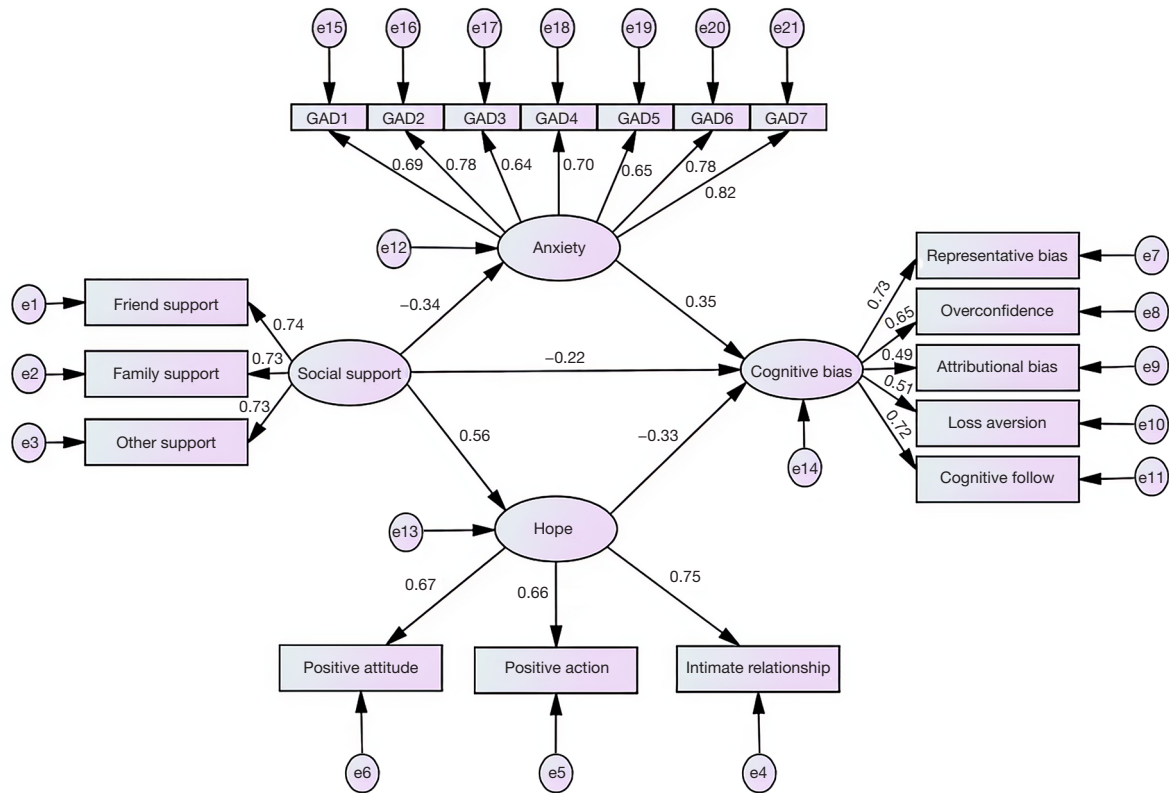 e15 e16 e17 e18 e19 e20 e21
GAD1 GAD2 GAD3 GAD4 GAD5 GAD6 GAD7
0.69 0.78 0.64 0.70 0.65 0.78 0.82
e12
Anxiety
−0.34
0.35
e1
Friend support
0.74
e2
Family support
0.73
e3
Other support
0.73
Social support
−0.22
Cognitive bias
e14
0.73
Representative bias
e7
0.65
Overconfidence
e8
0.49
Attributional bias
e9
0.51
Loss aversion
e10
0.72
Cognitive follow
e11
0.56
−0.33
e13
Hope
0.67
0.66
0.75
Positive attitude
Positive action
Intimate relationship
e6
e5
e4